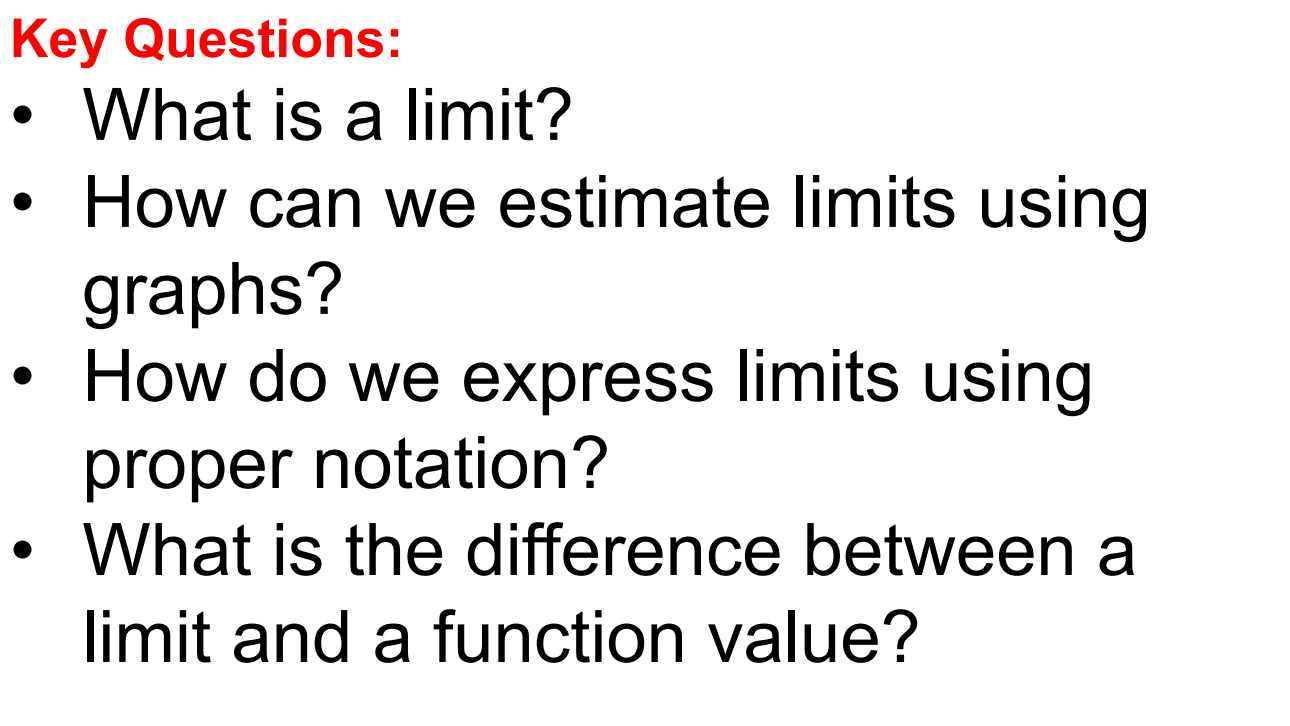 Key Questions:
• What is a limit?
• How can we estimate limits using
graphs?
• How do we express limits using
proper notation?
• What is the difference between a
limit and a function value?